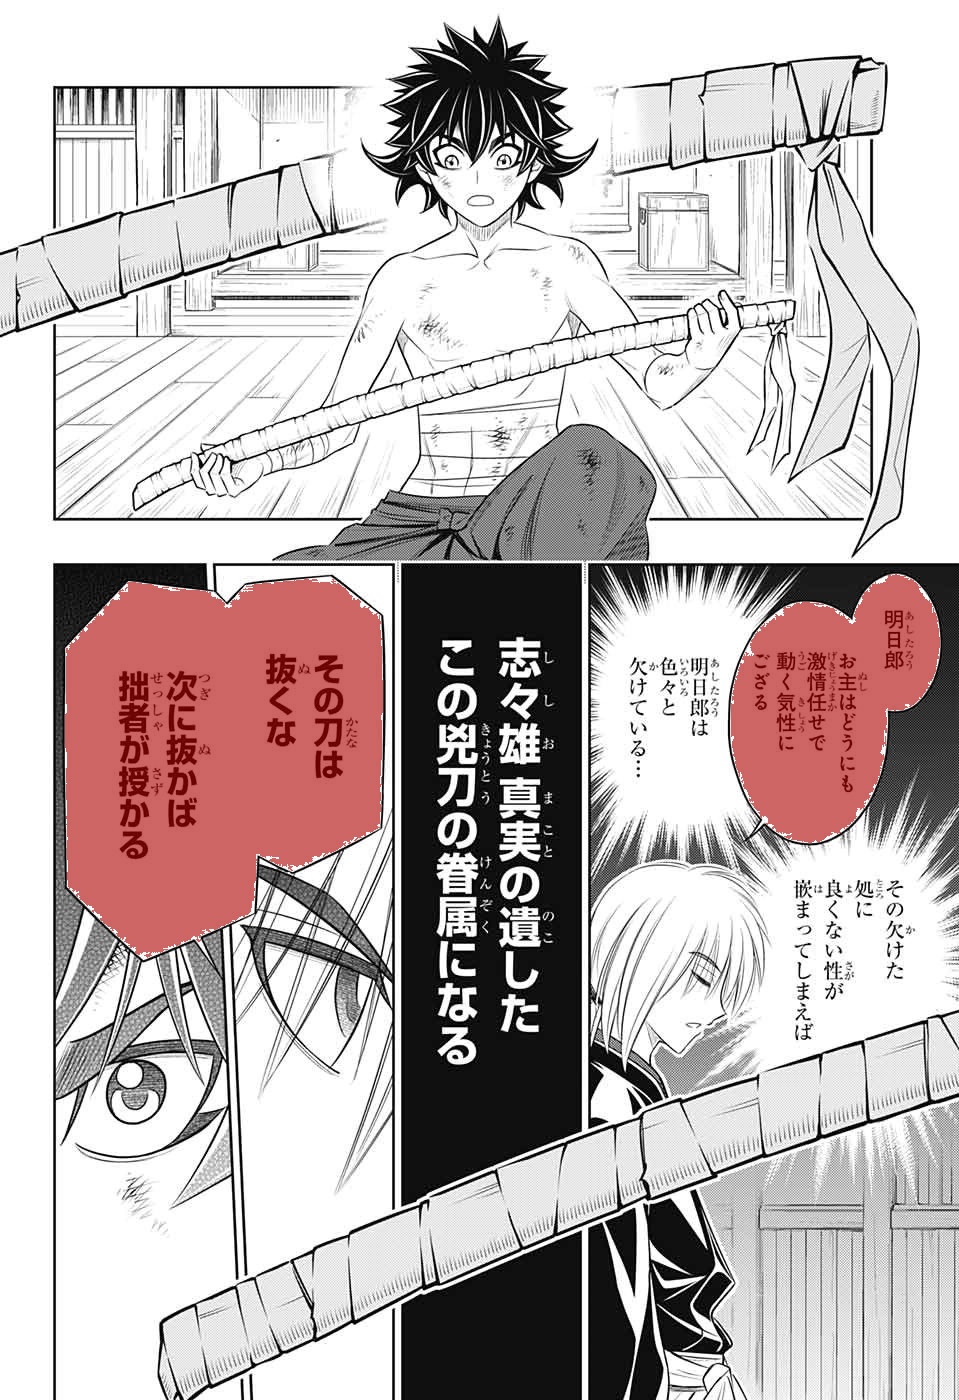 明日郎
お主はどうにも
激情任せで
動く気性に
ござる
明日郎は
色々と
欠けている…
その欠けた
処に
良くない性が
嵌まってしまえば
志々雄 真実の遺した
この兇刀の眷属になる
その刀は
抜くな
次に抜かば
拙者が授かる